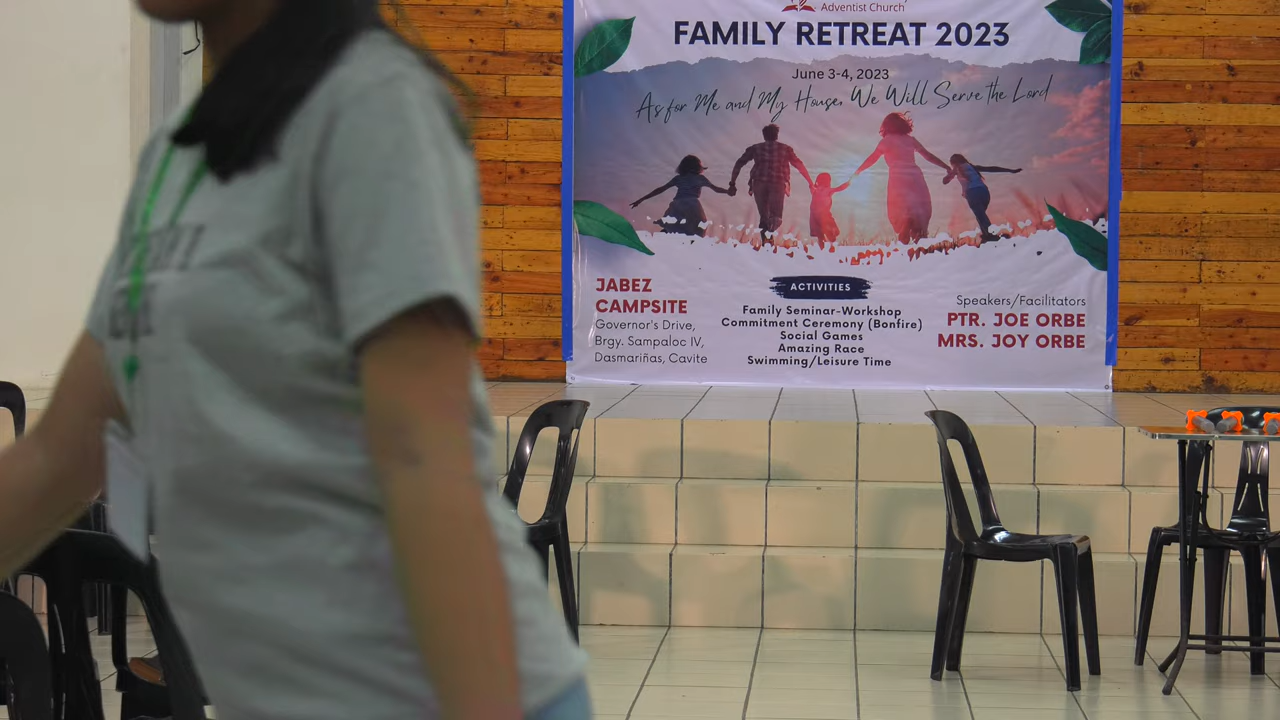 Adventist Church
FAMILY RETREAT 2023
June 3-4, 2023
As for Me and My House, We Will Serve the Lord
JABEZ
CAMPSITE
Governor's Drive,
Brgy. Sampaloc IV,
Dasmariñas, Cavite
ACTIVITIES
Family Seminar-Workshop
Commitment Ceremony (Bonfire)
Social Games
Amazing Race
Swimming/Leisure Time
Speakers/Facilitators
PTR. JOE ORBE
MRS. JOY ORBE